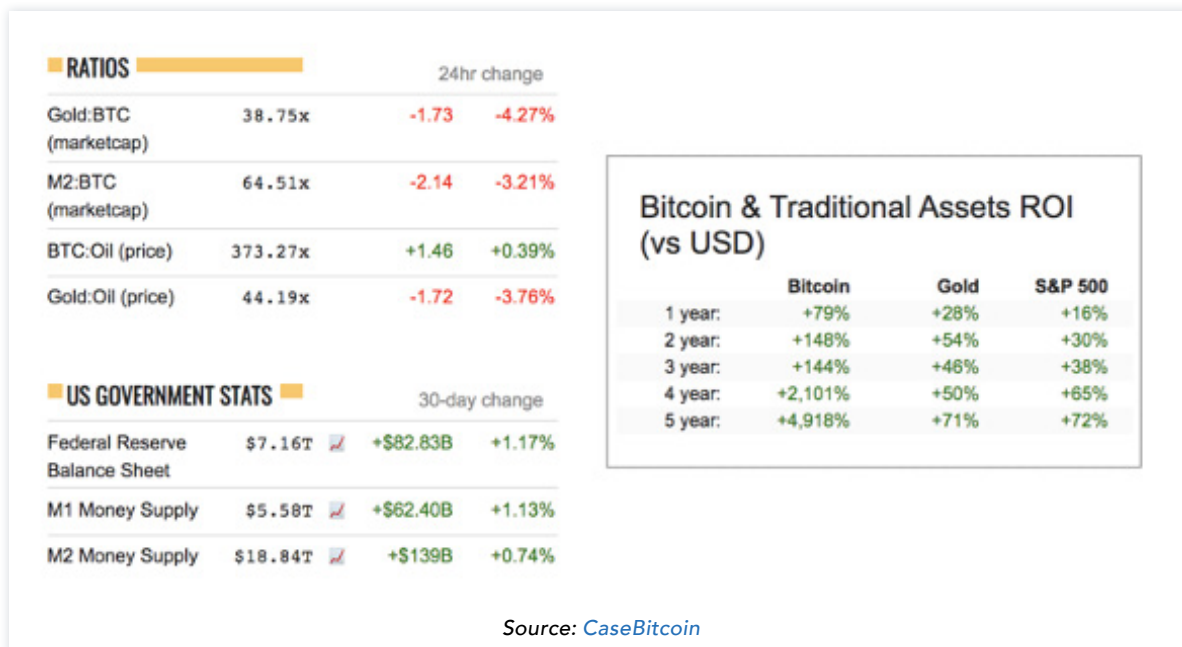 RATIOS
24hr change
Gold:BTC 38.75x -1.73 -4.27%
(marketcap)
M2:BTC 64.51x -2.14 -3.21%
(marketcap)
BTC:Oil (price) 373.27x +1.46 +0.39%
Gold:Oil (price) 44.19x -1.72 -3.76%
US GOVERNMENT STATS 30-day change
Federal Reserve $7.16T +$82.83B +1.17%
Balance Sheet
M1 Money Supply $5.58T +$62.40B +1.13%
M2 Money Supply $18.84T +$139B +0.74%
Bitcoin & Traditional Assets ROI
(vs USD)
Bitcoin Gold S&P 500
1 year: +79% +28% +16%
2 year: +148% +54% +30%
3 year: +144% +46% +38%
4 year: +2,101% +50% +65%
5 year: +4,918% +71% +72%
Source: CaseBitcoin